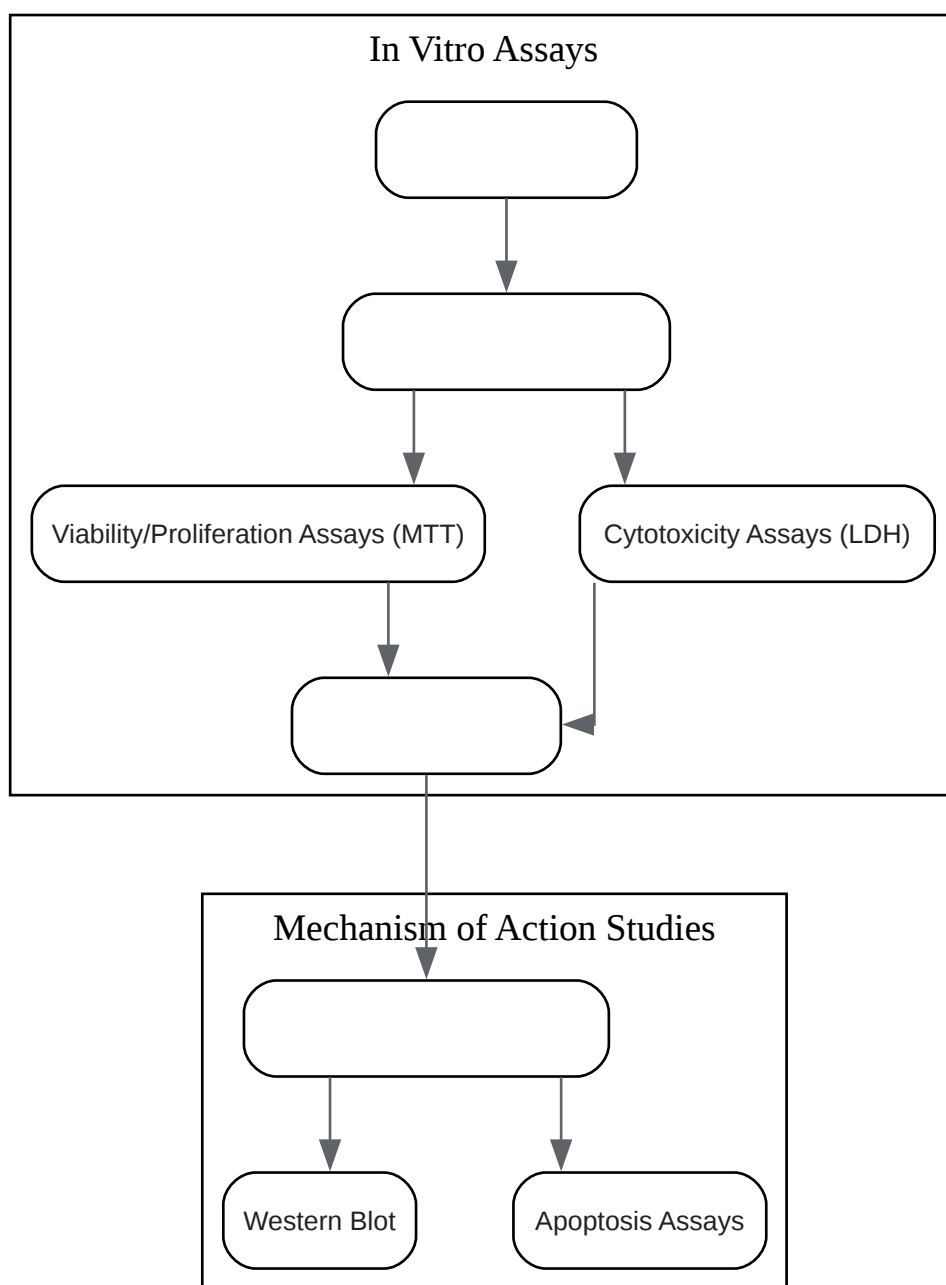 In Vitro Assays
Viability/Proliferation Assays (MTT)
Cytotoxicity Assays (LDH)
Mechanism of Action Studies
Western Blot
Apoptosis Assays